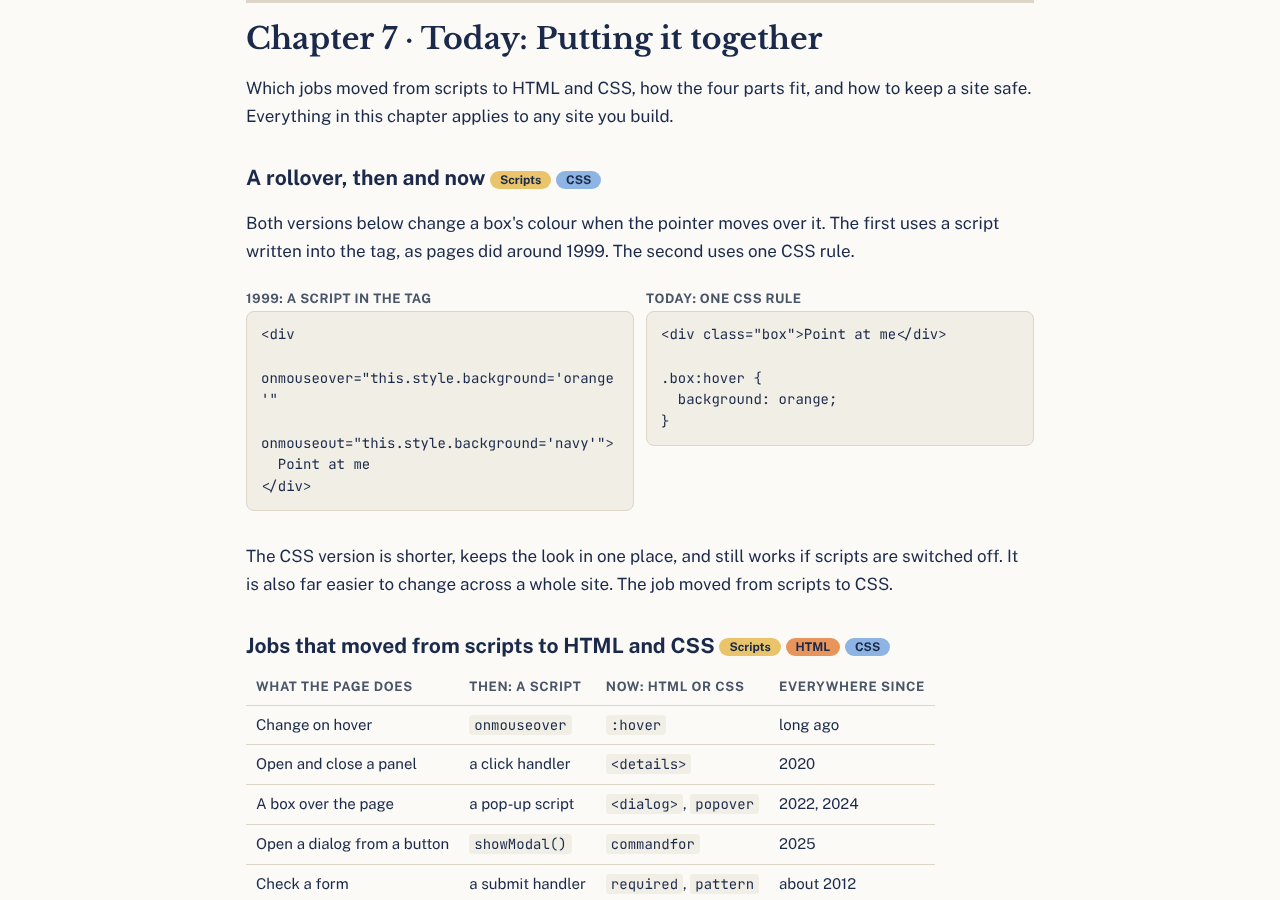 Chapter 7 · Today: Putting it together
Which jobs moved from scripts to HTML and CSS, how the four parts fit, and how to keep a site safe.
Everything in this chapter applies to any site you build.
A rollover, then and now Scripts CSS
Both versions below change a box's colour when the pointer moves over it. The first uses a script
written into the tag, as pages did around 1999. The second uses one CSS rule.
1999: A SCRIPT IN THE TAG
<div
onmouseover="this.style.background='orange
'"
onmouseout="this.style.background='navy'">
  Point at me
</div>
TODAY: ONE CSS RULE
<div class="box">Point at me</div>
.box:hover {
  background: orange;
}
The CSS version is shorter, keeps the look in one place, and still works if scripts are switched off. It
is also far easier to change across a whole site. The job moved from scripts to CSS.
Jobs that moved from scripts to HTML and CSS Scripts HTML CSS
WHAT THE PAGE DOES THEN: A SCRIPT NOW: HTML OR CSS EVERYWHERE SINCE
Change on hover onmouseover :hover long ago
Open and close a panel a click handler <details> 2020
A box over the page a pop-up script <dialog>, popover 2022, 2024
Open a dialog from a button showModal() commandfor 2025
Check a form a submit handler required, pattern about 2012